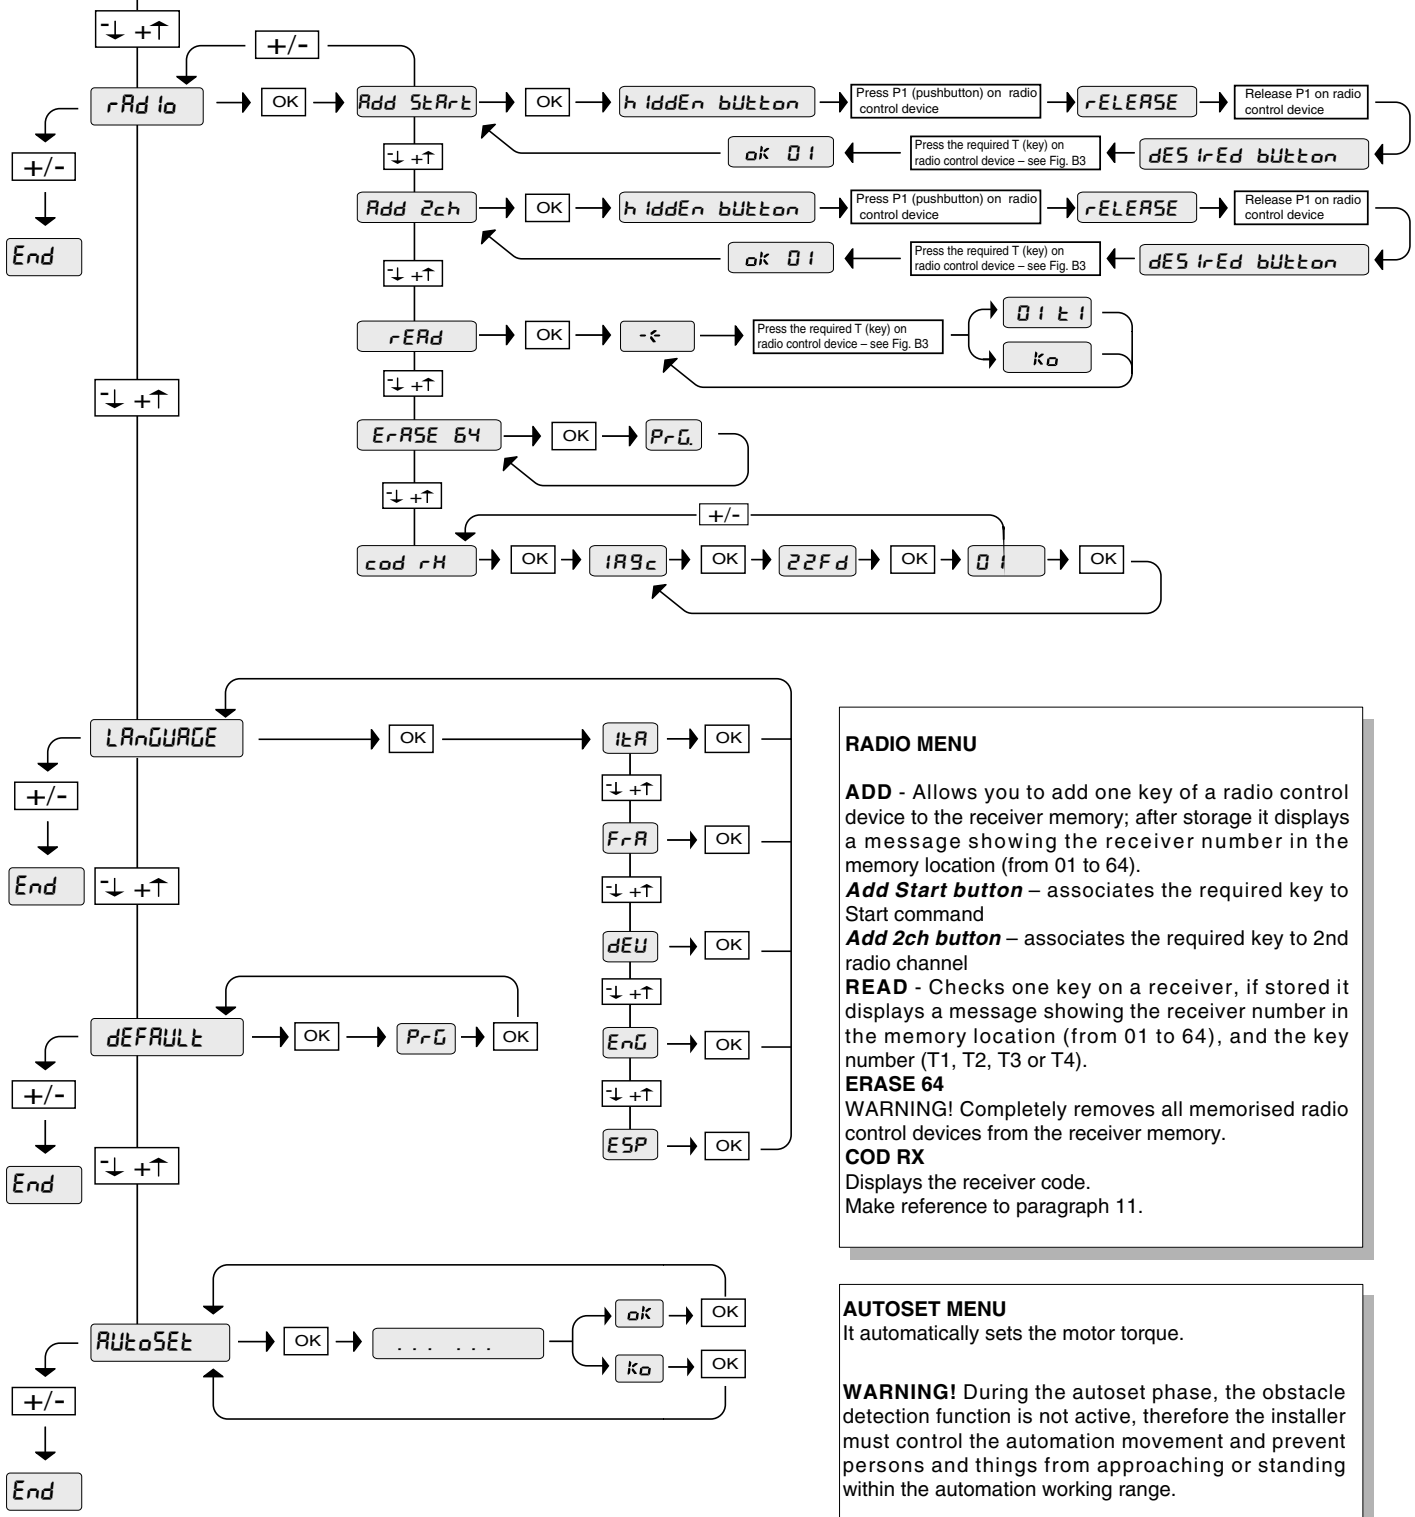 -↓ +↑
+/-
rAdIo
OK
Add StArt
OK
hIddEn bUtton
Press P1 (pushbutton) on radio
control device
rELEASE
Release P1 on radio
control device
+/-
-↓ +↑
oK 01
Press the required T (key) on
radio control device – see Fig. B3
dESIrEd bUtton
End
Add 2ch
OK
hIddEn bUtton
Press P1 (pushbutton) on radio
control device
rELEASE
Release P1 on radio
control device
-↓ +↑
oK 01
Press the required T (key) on
radio control device – see Fig. B3
dESIrEd bUtton
rEAd
OK
Press the required T (key) on
radio control device – see Fig. B3
01 t1
Ko
-↓ +↑
-↓ +↑
ErASE 64
OK
PrG.
-↓ +↑
+/-
cod rH
OK
1A9c
OK
22Fd
OK
01
OK
LAnGUAGE
OK
ItA
OK
+/-
-↓ +↑
FrA
OK
End
-↓ +↑
-↓ +↑
dEU
OK
-↓ +↑
dEFAULt
OK
PrG
OK
EnG
OK
+/-
-↓ +↑
ESP
OK
End
-↓ +↑
AUtoSEt
OK
... ...
oK
OK
Ko
OK
+/-
End
RADIO MENU
ADD - Allows you to add one key of a radio control
device to the receiver memory; after storage it displays
a message showing the receiver number in the
memory location (from 01 to 64).
Add Start button – associates the required key to
Start command
Add 2ch button – associates the required key to 2nd
radio channel
READ - Checks one key on a receiver, if stored it
displays a message showing the receiver number in
the memory location (from 01 to 64), and the key
number (T1, T2, T3 or T4).
ERASE 64
WARNING! Completely removes all memorised radio
control devices from the receiver memory.
COD RX
Displays the receiver code.
Make reference to paragraph 11.
AUTOSET MENU
It automatically sets the motor torque.
WARNING! During the autoset phase, the obstacle
detection function is not active, therefore the installer
must control the automation movement and prevent
persons and things from approaching or standing
within the automation working range.